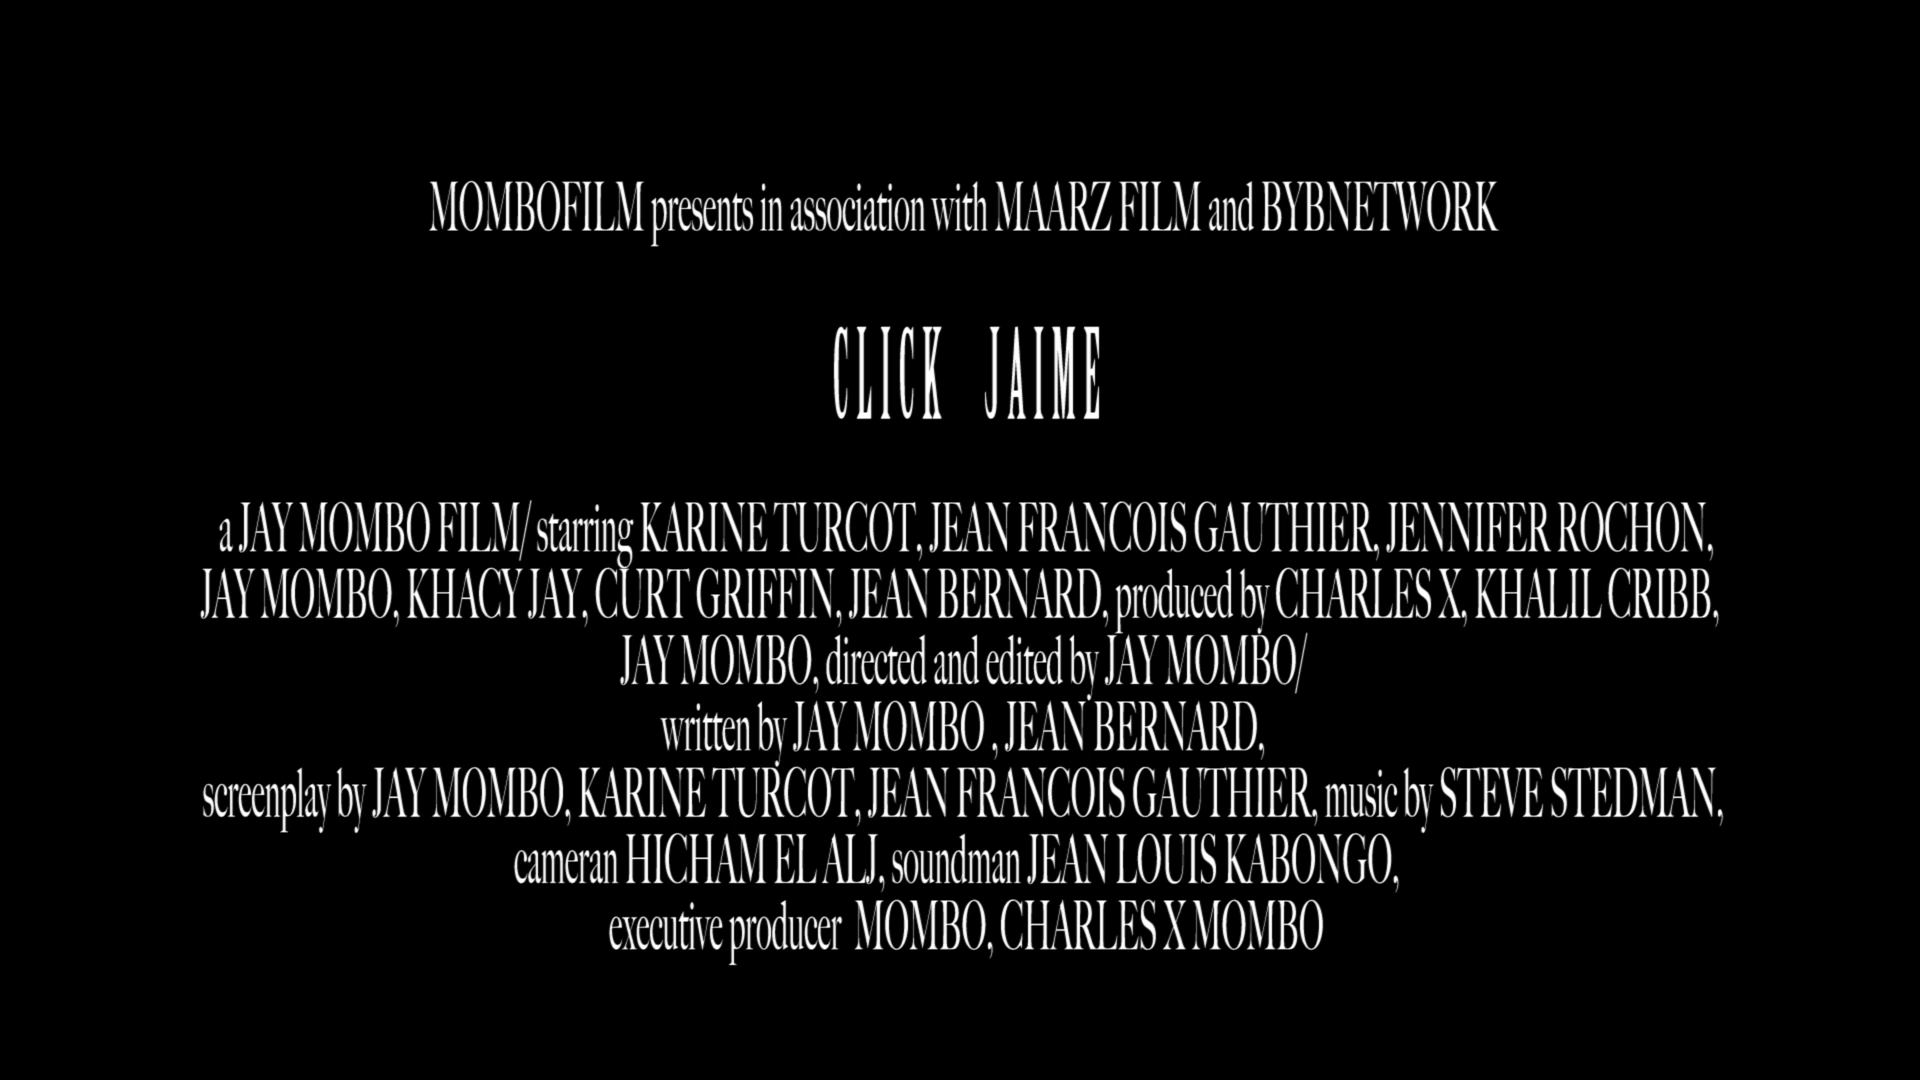 MOMBOFILM presents in association with MAARZ FILM and BYBNETWORK
CLICK JAIME
a JAY MOMBO FILM/ starring KARINE TURCOT, JEAN FRANCOIS GAUTHIER, JENNIFER ROCHON,
JAY MOMBO, KHACY JAY, CURT GRIFFIN, JEAN BERNARD, produced by CHARLES X, KHALIL CRIBB,
JAY MOMBO, directed and edited by JAY MOMBO/
written by JAY MOMBO , JEAN BERNARD,
screenplay by JAY MOMBO, KARINE TURCOT, JEAN FRANCOIS GAUTHIER, music by STEVE STEDMAN,
cameran HICHAM EL ALJ, soundman JEAN LOUIS KABONGO,
executive producer MOMBO, CHARLES X MOMBO